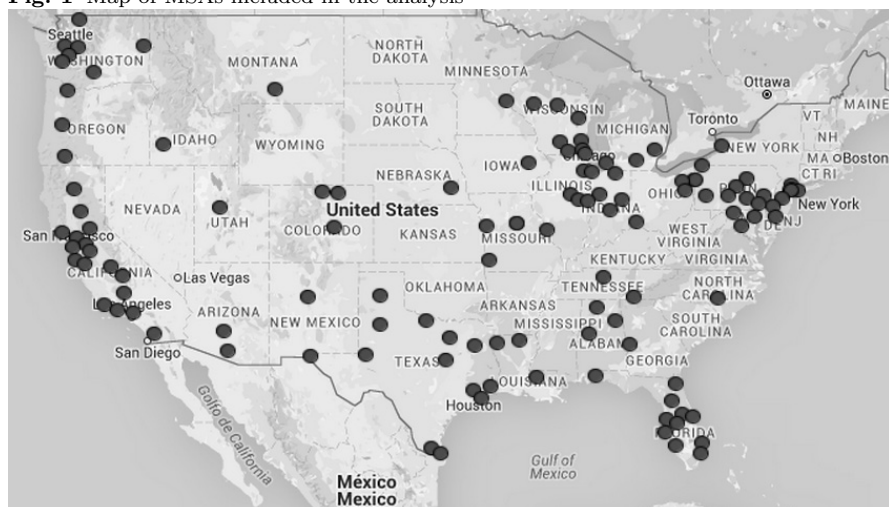 Fig. 1 Map of MSAs included in the analysis
Seattle
WASHINGTON
MONTANA
NORTH
DAKOTA
MINNESOTA
Ottawa
MAINE
OREGON
IDAHO
SOUTH
DAKOTA
WISCONSIN
MICHIGAN
Toronto
VT
NH
NEW YORK
MA
Boston
CT RI
WYOMING
IOWA
Chicago
NEBRASKA
ILLINOIS
INDIANA
OHIO
PENN
New York
DE NJ
NEVADA
UTAH
United States
COLORADO
KANSAS
MISSOURI
WEST
VIRGINIA
VIRGINIA
KENTUCKY
San Francisco
CALIFORNIA
Las Vegas
Los Angeles
San Diego
ARIZONA
NEW MEXICO
OKLAHOMA
ARKANSAS
TENNESSEE
NORTH
CAROLINA
MISSISSIPPI
ALABAMA
SOUTH
CAROLINA
GEORGIA
TEXAS
LOUISIANA
Houston
FLORIDA
Golfo de California
Gulf of
Mexico
México
Mexico